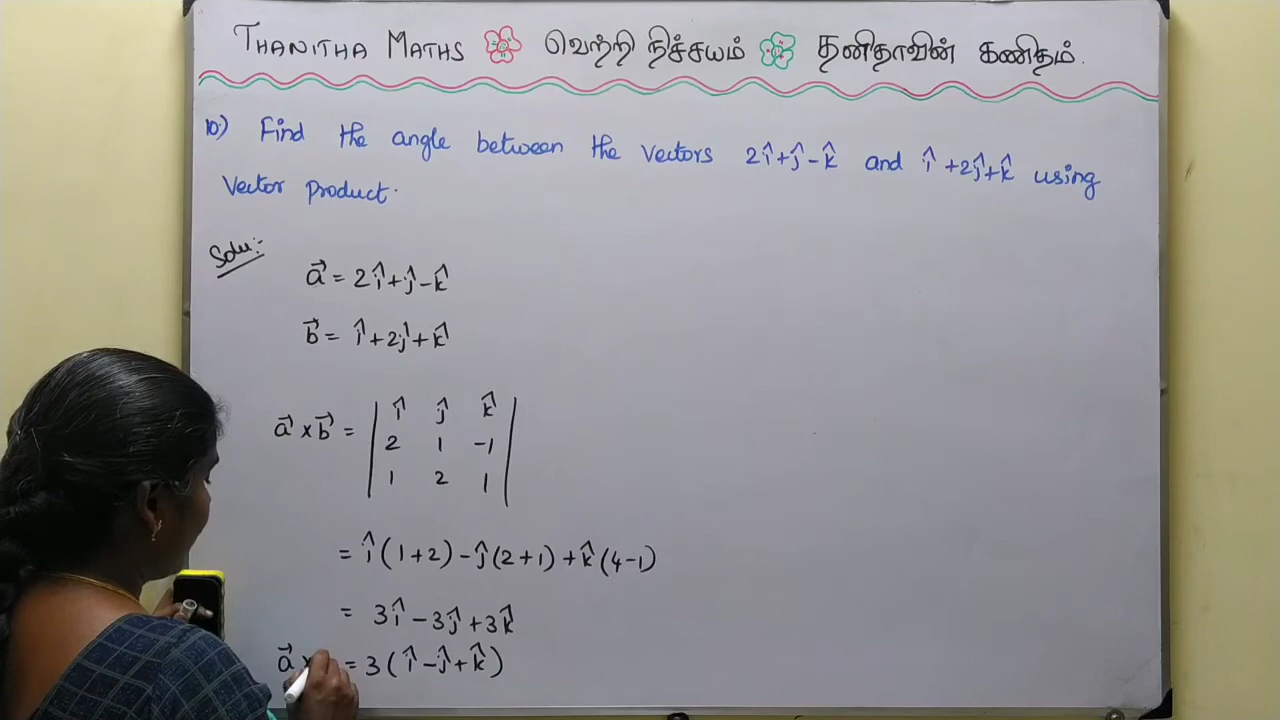 THANITHA MATHS வெற்றி நிச்சயம் தனிதாவின் கணிதம்.
10.) Find the angle between the vectors 2î+ĵ-k̂ and î+2ĵ+k̂ using
Vector product.
Solu:-
a⃗ = 2î+ĵ-k̂
b⃗ = î+2ĵ+k̂
a⃗ × b⃗ = | î ĵ k̂ |
| 2 1 -1 |
| 1 2 1 |
= î(1+2)-ĵ(2+1)+k̂(4-1)
= 3î-3ĵ+3k̂
a⃗ × = 3(î-ĵ+k̂)